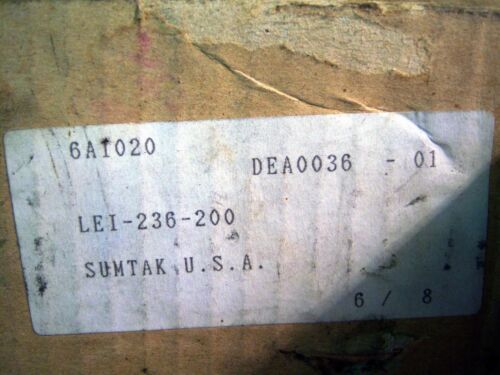 6A1020 DEA0036 - 01
LEI-236-200
SUMTAK U.S.A.
6 / 8